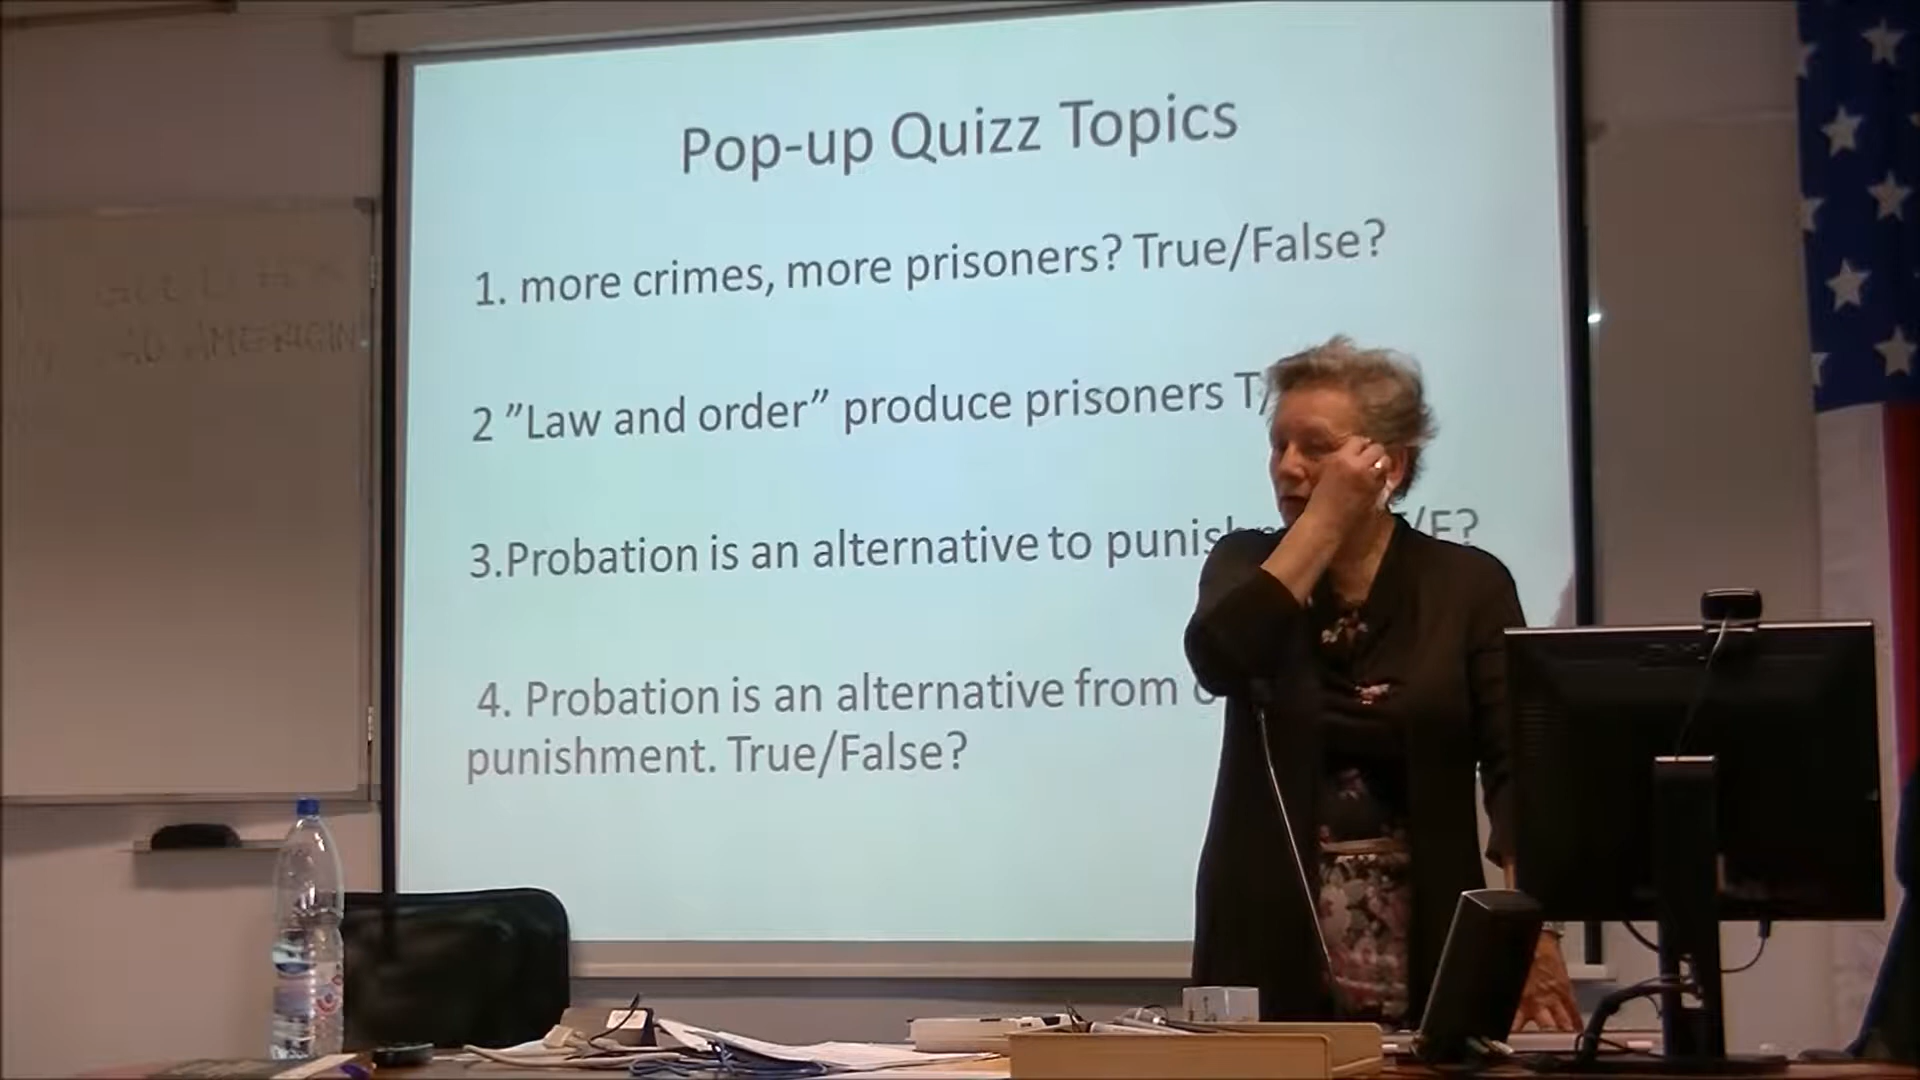 Pop-up Quizz Topics
1. more crimes, more prisoners? True/False?
2 ”Law and order” produce prisoners T/
3.Probation is an alternative to punish /F?
4. Probation is an alternative from
punishment. True/False?